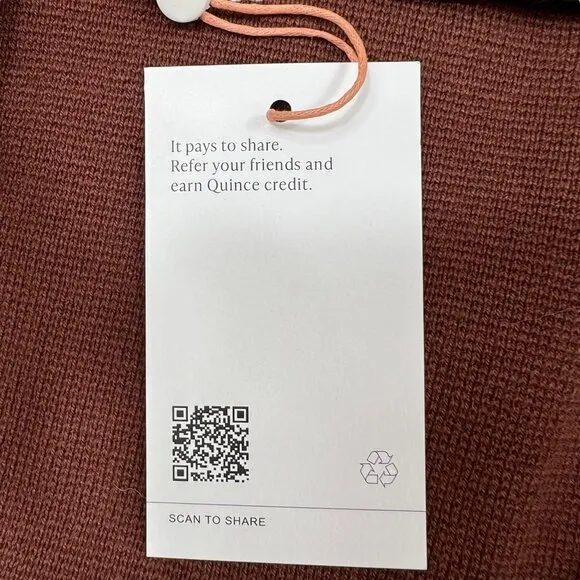 It pays to share.
Refer your friends and
earn Quince credit.
SCAN TO SHARE